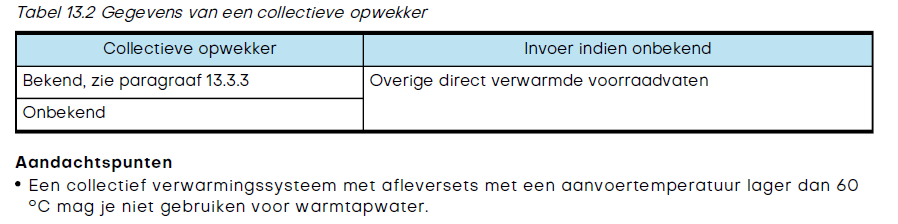 Tabel 13.2 Gegevens van een collectieve opwekker
Collectieve opwekker Invoer indien onbekend
Bekend, zie paragraaf 13.3.3 Overige direct verwarmde voorraadvaten
Onbekend
Aandachtspunten
• Een collectief verwarmingssysteem met afleversets met een aanvoertemperatuur lager dan 60
°C mag je niet gebruiken voor warmtapwater.